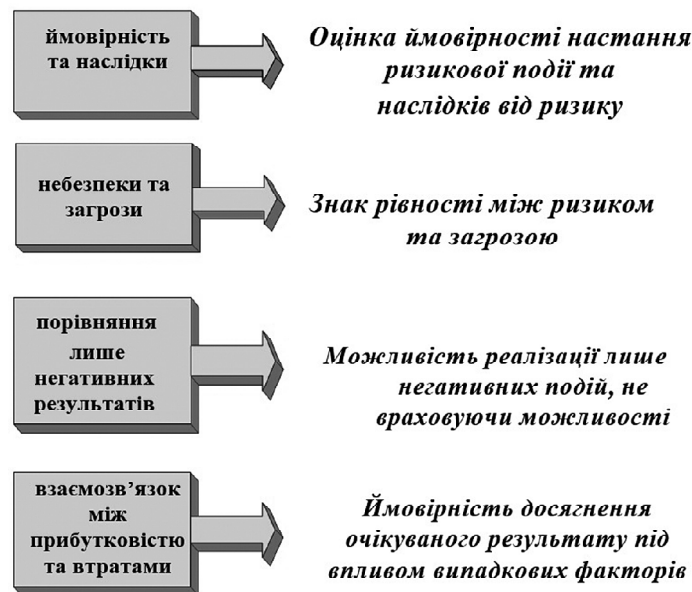 ймовірність
та наслідки
Оцінка ймовірності настання
ризикової події та
наслідків від ризику
небезпеки та
загрози
Знак рівності між ризиком
та загрозою
порівняння
лише
негативних
результатів
Можливість реалізації лише
негативних подій, не
враховуючи можливості
взаємозв’язок
між
прибутковістю
та втратами
Ймовірність досягнення
очікуваного результату під
впливом випадкових факторів